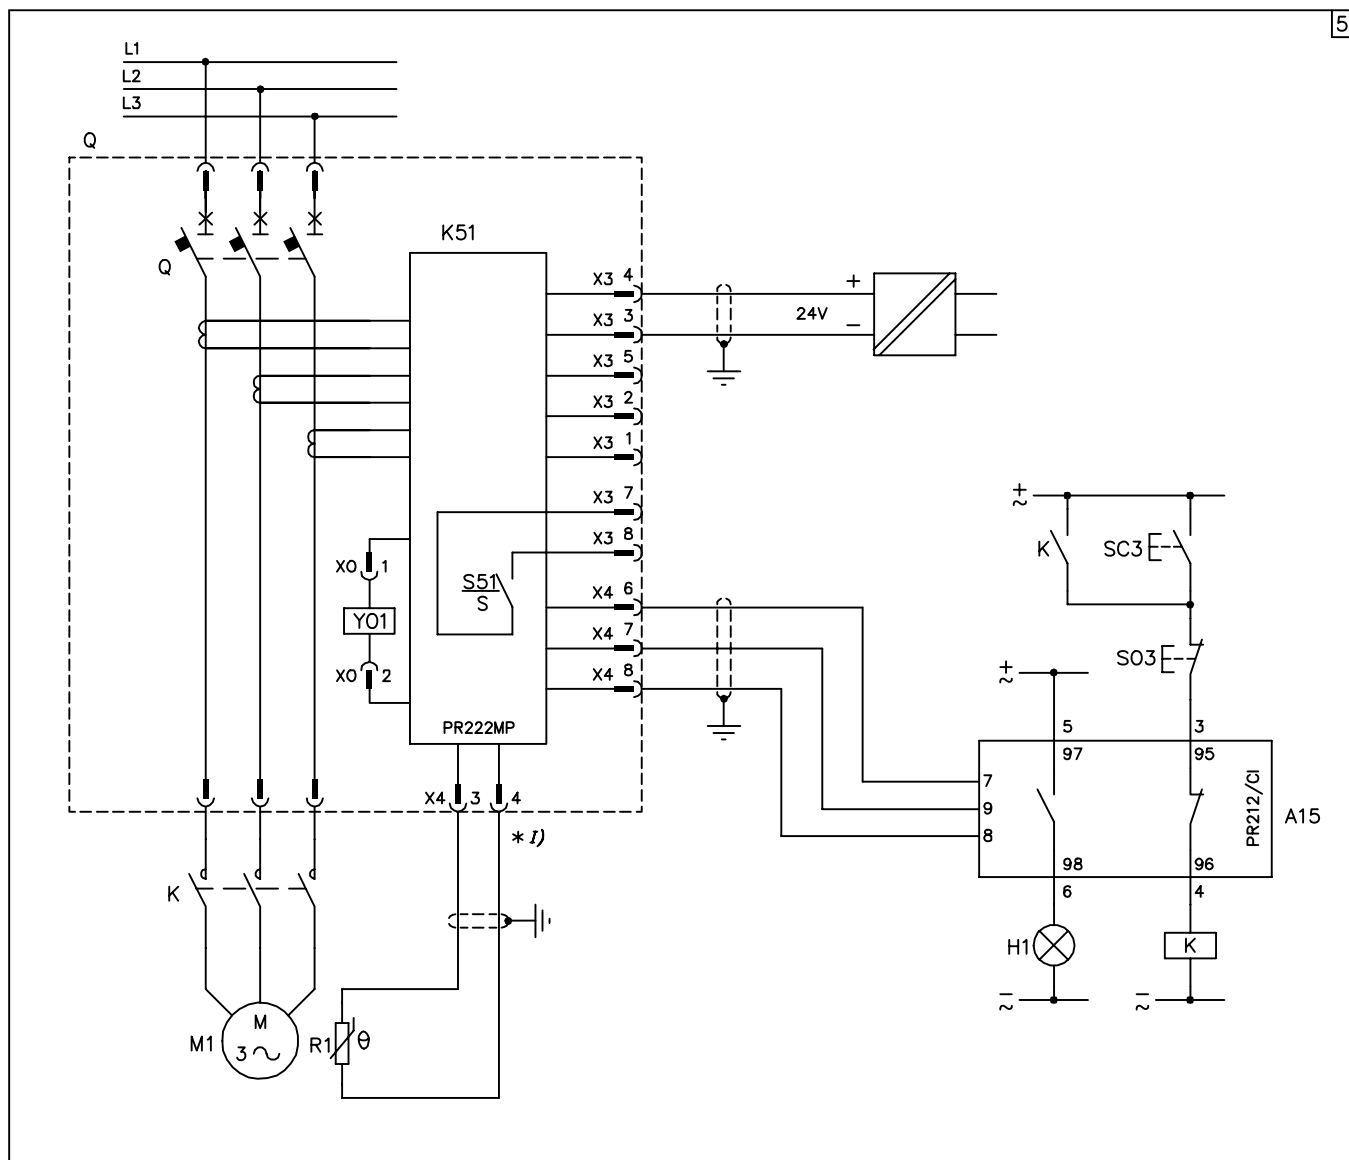 5
L1
L2
L3
Q
K51
Q
X3 4
+
X3 3
24V
−
X3 5
X3 2
X3 1
X3 7
X3 8
+
~
K
SC3
X0 1
S51
S
X4 6
Y01
X4 7
SO3
X0 2
X4 8
+
~
PR222MP
5
3
97
95
7
9
8
PR212/CI
A15
X4 3
4
* I)
98
96
6
4
K
H1
K
−
~
−
~
M
M1
3 ~
R1
θ